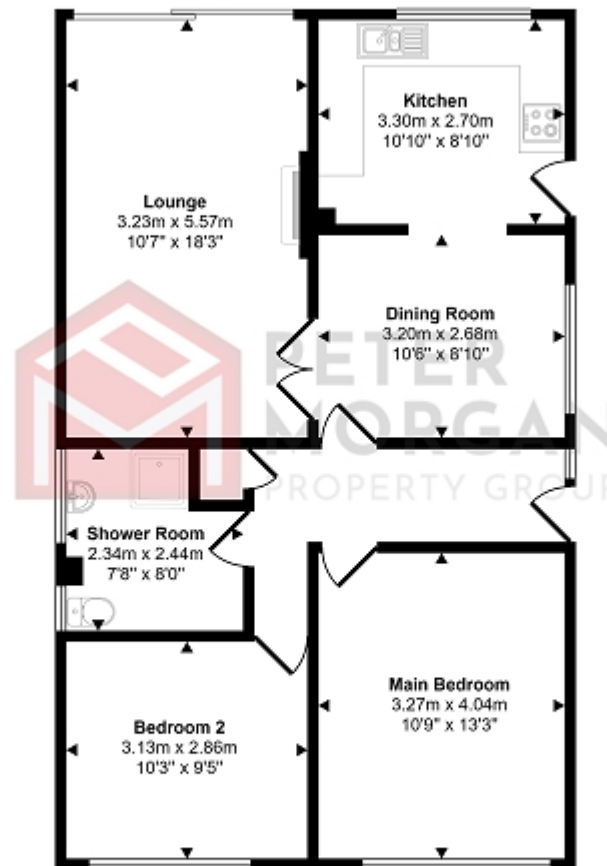 Kitchen
3.30m x 2.70m
10'10" x 8'10"
Lounge
3.23m x 5.57m
10'7" x 18'3"
Dining Room
3.20m x 2.68m
10'6" x 8'10"
PETER
MORGAN
PROPERTY GROUP
Shower Room
2.34m x 2.44m
7'8" x 8'0"
Main Bedroom
3.27m x 4.04m
10'9" x 13'3"
Bedroom 2
3.13m x 2.86m
10'3" x 9'5"